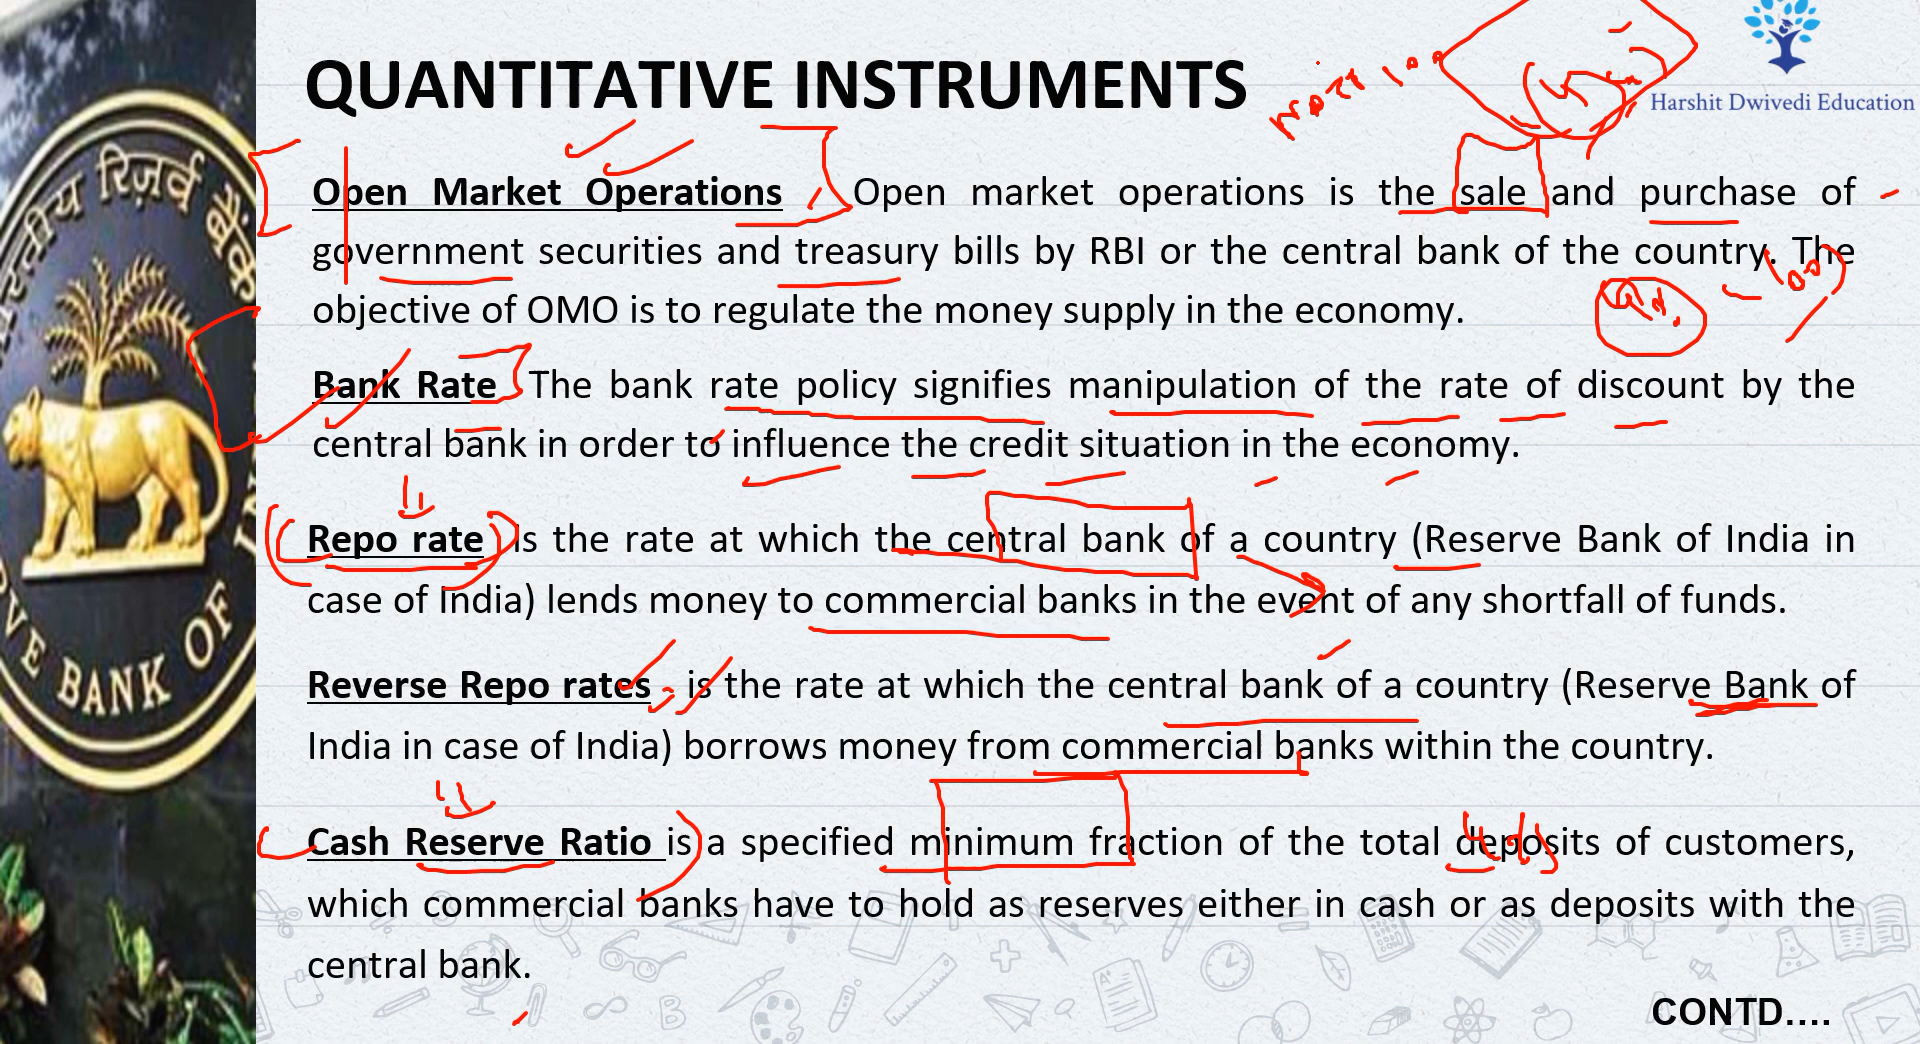 QUANTITATIVE INSTRUMENTS
Harshit Dwivedi Education
Open Market Operations , Open market operations is the sale and purchase of
government securities and treasury bills by RBI or the central bank of the country. The
objective of OMO is to regulate the money supply in the economy.
Bank Rate The bank rate policy signifies manipulation of the rate of discount by the
central bank in order to influence the credit situation in the economy.
Repo rate is the rate at which the central bank of a country (Reserve Bank of India in
case of India) lends money to commercial banks in the event of any shortfall of funds.
Reverse Repo rates : is the rate at which the central bank of a country (Reserve Bank of
India in case of India) borrows money from commercial banks within the country.
Cash Reserve Ratio is a specified minimum fraction of the total deposits of customers,
which commercial banks have to hold as reserves either in cash or as deposits with the
central bank.
CONTD....
रिज़र्व बैंक
BANK OF